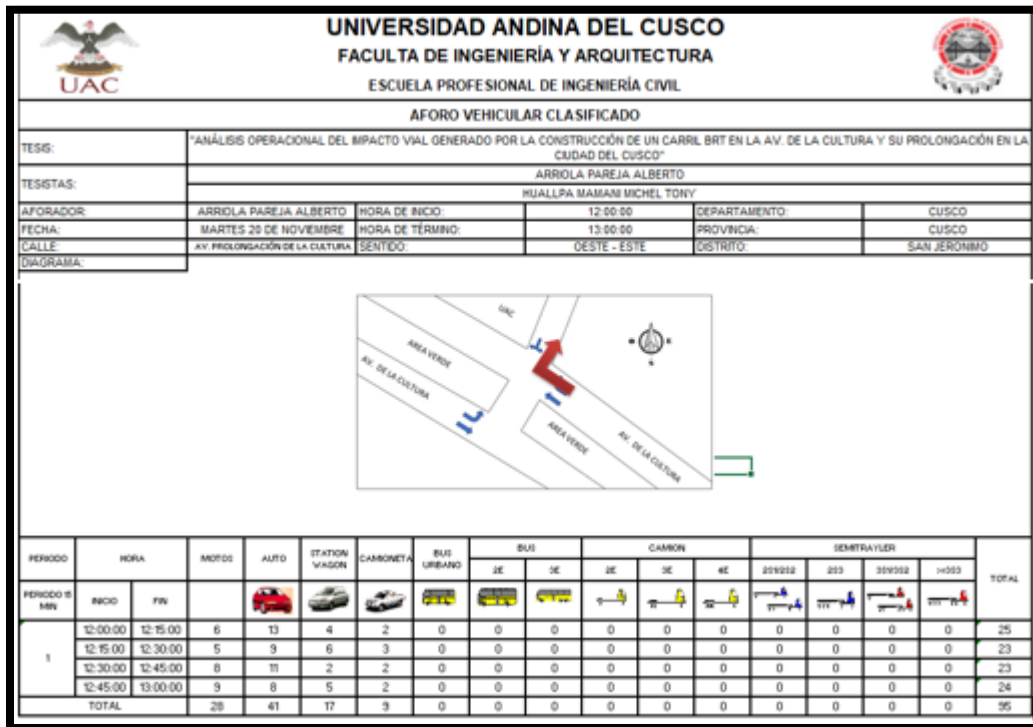 UAC
UNIVERSIDAD ANDINA DEL CUSCO
FACULTA DE INGENIERÍA Y ARQUITECTURA
ESCUELA PROFESIONAL DE INGENIERÍA CIVIL
AFORO VEHICULAR CLASIFICADO
TESIS: "ANÁLISIS OPERACIONAL DEL IMPACTO VIAL GENERADO POR LA CONSTRUCCIÓN DE UN CARRIL BRT EN LA AV. DE LA CULTURA Y SU PROLONGACIÓN EN LA
CIUDAD DEL CUSCO"
TESISTAS: ARRIOLA PAREJA ALBERTO
HUALLPA MAMANI MICHEL TONY
AFORADOR: ARRIOLA PAREJA ALBERTO HORA DE INICIO: 12:00:00 DEPARTAMENTO: CUSCO
FECHA: MARTES 20 DE NOVIEMBRE HORA DE TÉRMINO: 13:00:00 PROVINCIA: CUSCO
CALLE: AV. PROLONGACIÓN DE LA CULTURA SENTIDO: OESTE - ESTE DISTRITO: SAN JERONIMO
DIAGRAMA:
UAC
AREA VERDE
AV. DE LA CULTURA
AREA VERDE
AV. DE LA CULTURA
PERIODO HORA MOTOS AUTO STATION WAGON CAMIONETA BUS URBANO BUS CAMION SEMITRAYLER TOTAL
2E 3E 2E 3E 4E 2S1/2S2 2S3 3S1/3S2 >=3S3
PERIODO 15 MIN INICIO FIN
1
12:00:00 12:15:00 6 13 4 2 0 0 0 0 0 0 0 0 0 0 25
12:15:00 12:30:00 5 9 6 3 0 0 0 0 0 0 0 0 0 0 23
12:30:00 12:45:00 8 11 2 2 0 0 0 0 0 0 0 0 0 0 23
12:45:00 13:00:00 9 8 5 2 0 0 0 0 0 0 0 0 0 0 24
TOTAL 28 41 17 9 0 0 0 0 0 0 0 0 0 0 95